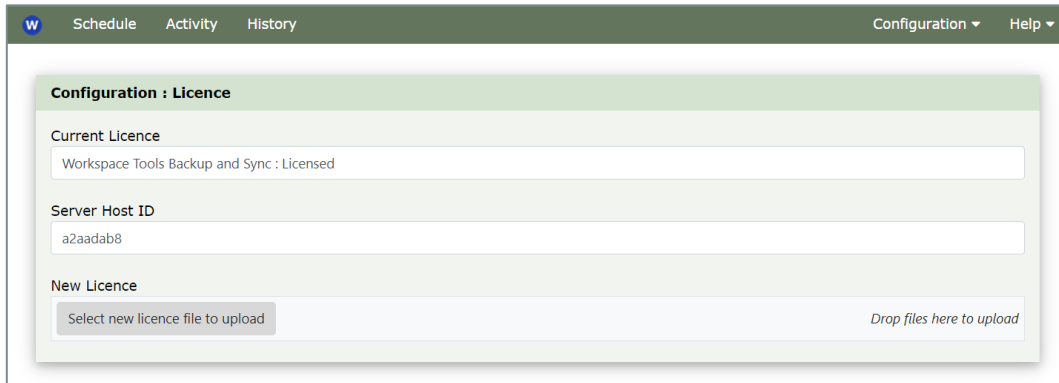 W Schedule Activity History Configuration Help
Configuration : Licence
Current Licence
Workspace Tools Backup and Sync : Licensed
Server Host ID
a2aadab8
New Licence
Select new licence file to upload Drop files here to upload